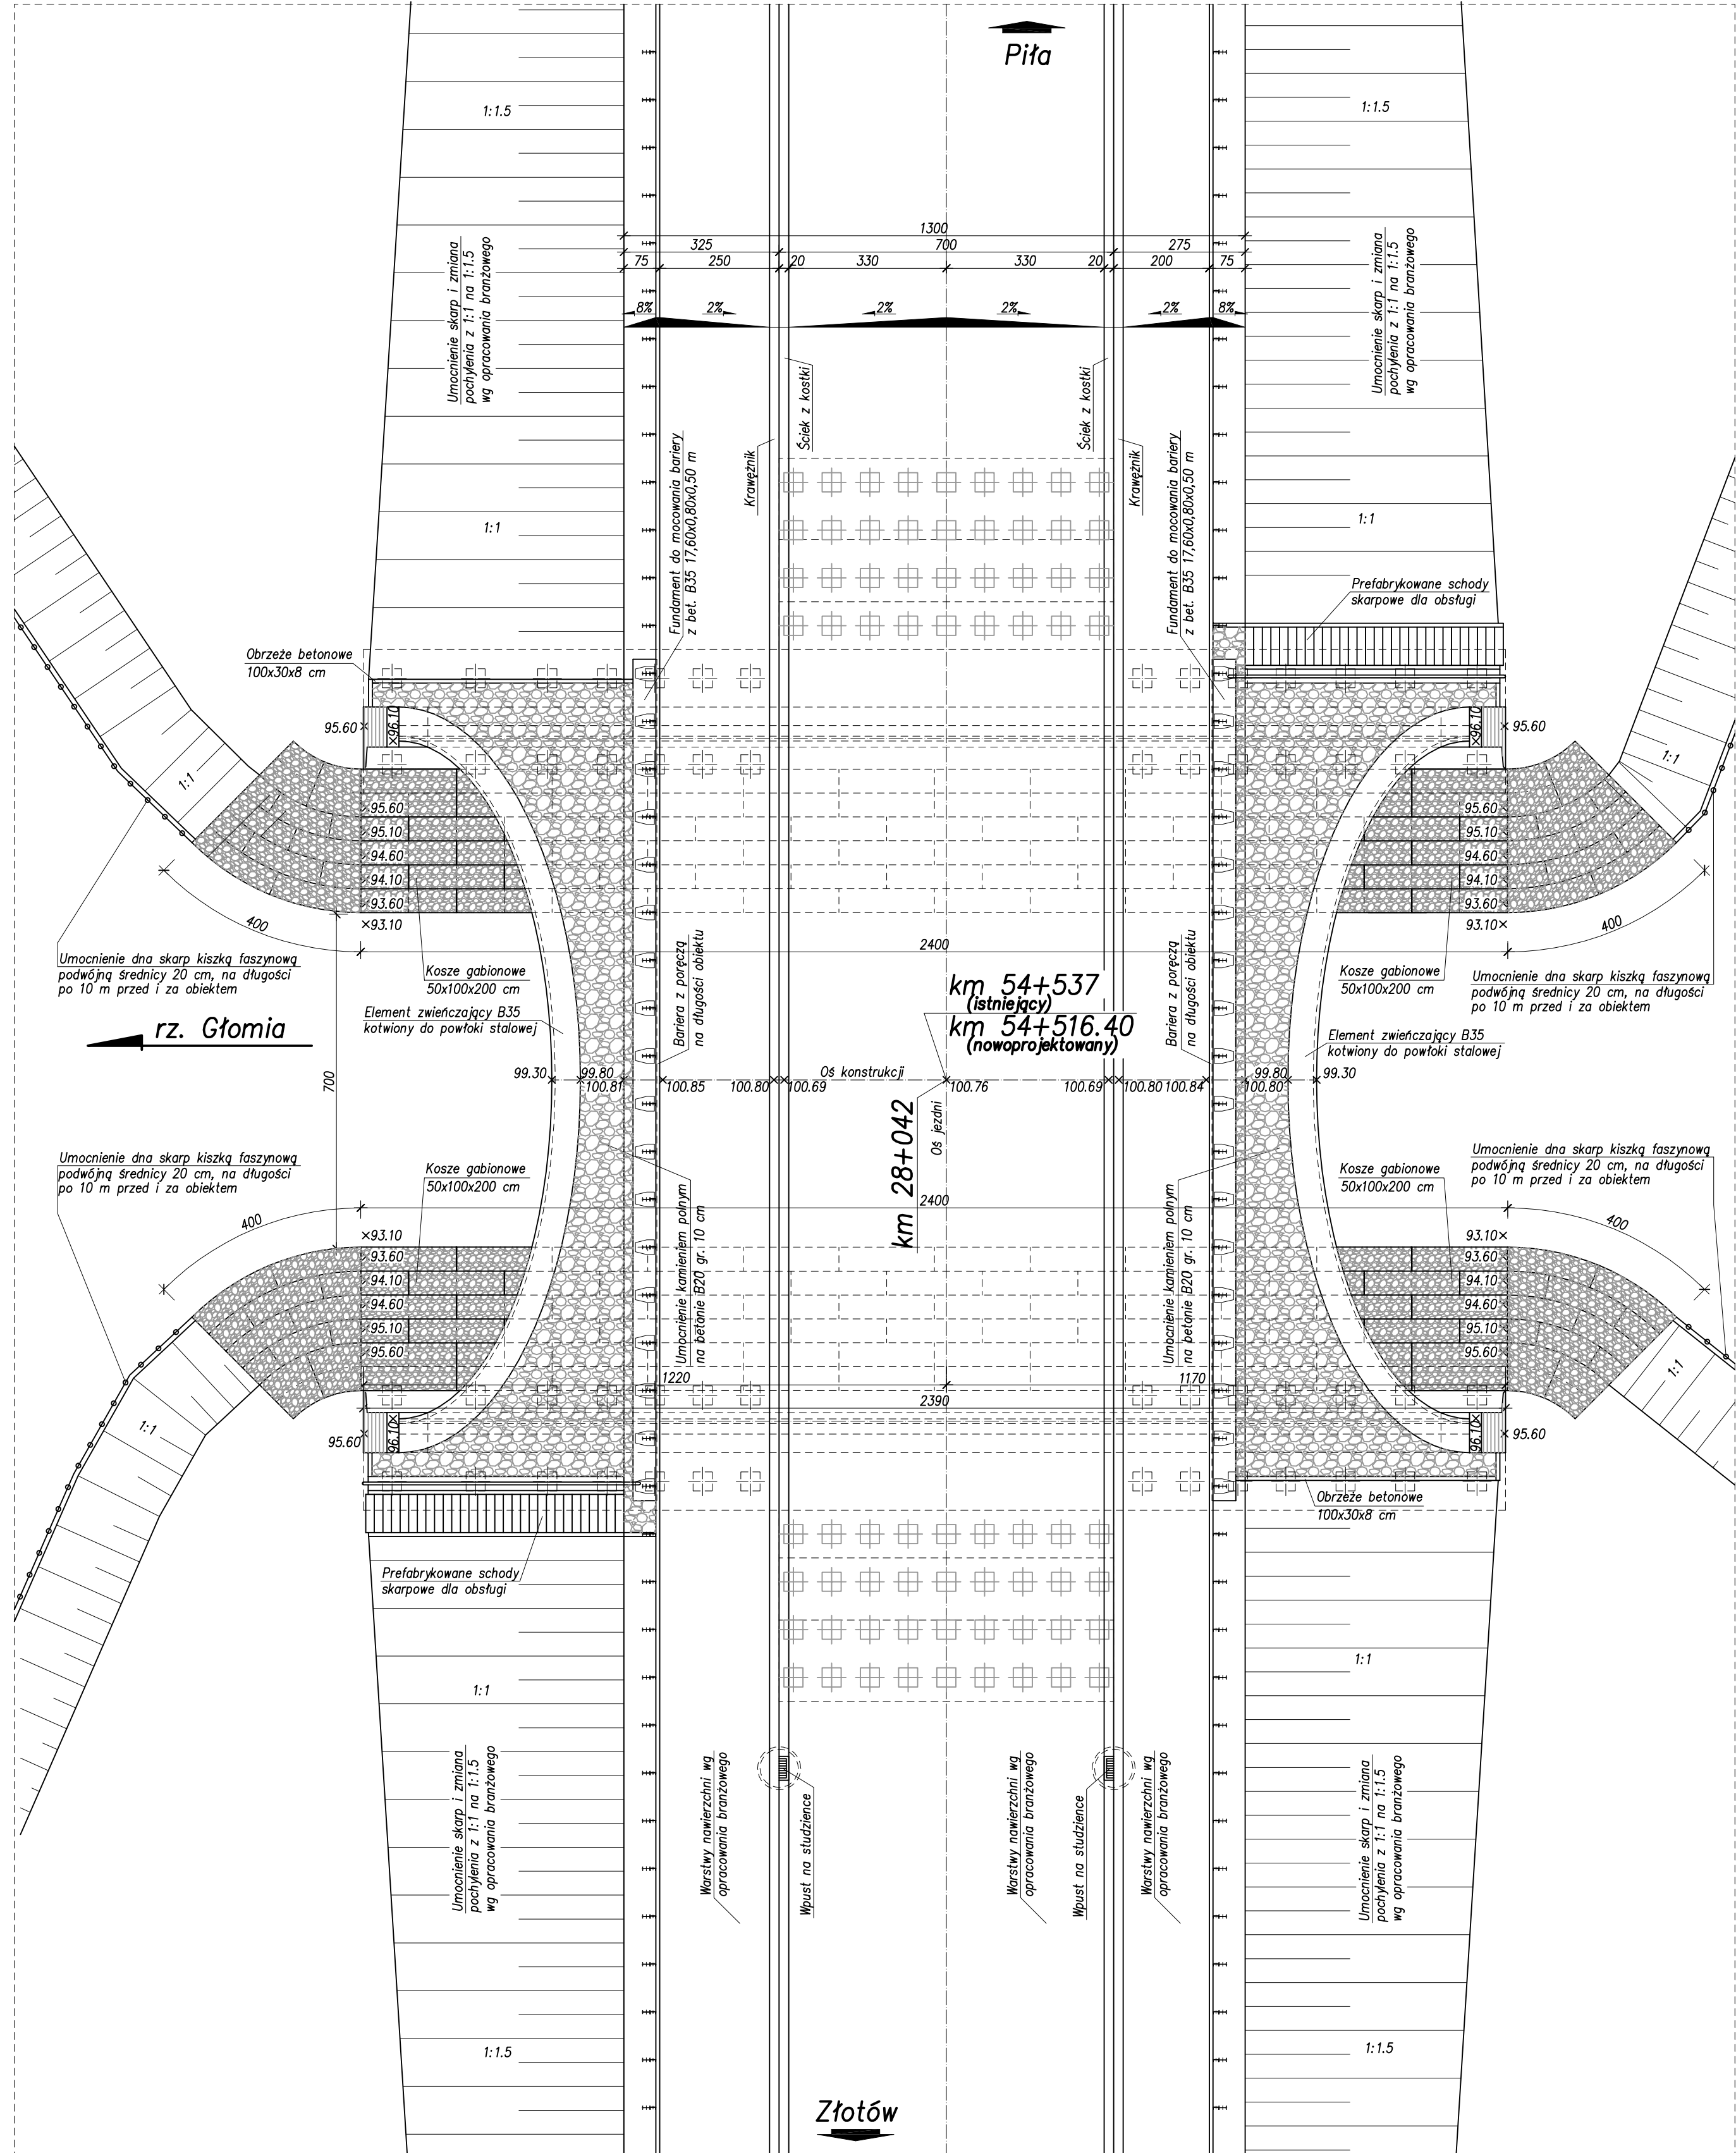 Piła
1:1.5
1:1.5
1300
325
700
275
75
250
20
330
330
20
200
75
8%
2%
2%
2%
2%
8%
Umocnienie skarp i zmiana
pochylenia z 1:1 na 1:1.5
wg opracowania branżowego
Umocnienie skarp i zmiana
pochylenia z 1:1 na 1:1.5
wg opracowania branżowego
Ściek z kostki
Ściek z kostki
Krawężnik
Krawężnik
Fundament do mocowania bariery
z bet. B35 17,60x0,80x0,50 m
Fundament do mocowania bariery
z bet. B35 17,60x0,80x0,50 m
1:1
1:1
Prefabrykowane schody
skarpowe dla obsługi
Obrzeże betonowe
100x30x8 cm
95.60
96.10
96.10
95.60
1:1
1:1
95.60
95.10
94.60
94.10
93.60
93.10
95.60
95.10
94.60
94.10
93.60
93.10
400
400
2400
Umocnienie dna skarp kiszką faszynową
podwójną średnicy 20 cm, na długości
po 10 m przed i za obiektem
Kosze gabionowe
50x100x200 cm
Kosze gabionowe
50x100x200 cm
Umocnienie dna skarp kiszką faszynową
podwójną średnicy 20 cm, na długości
po 10 m przed i za obiektem
Element zwieńczający B35
kotwiony do powłoki stalowej
Element zwieńczający B35
kotwiony do powłoki stalowej
Bariera z poręczą
na długości obiektu
Bariera z poręczą
na długości obiektu
km 54+537
(istniejący)
km 54+516.40
(nowoprojektowany)
rz. Głomia
700
99.30
99.80
100.81
100.85
100.80
100.69
Oś konstrukcji
100.76
100.69
100.80
100.84
99.80
100.80
99.30
km 28+042
Oś jezdni
Umocnienie dna skarp kiszką faszynową
podwójną średnicy 20 cm, na długości
po 10 m przed i za obiektem
Kosze gabionowe
50x100x200 cm
Kosze gabionowe
50x100x200 cm
Umocnienie dna skarp kiszką faszynową
podwójną średnicy 20 cm, na długości
po 10 m przed i za obiektem
Umocnienie kamieniem polnym
na betonie B20 gr. 10 cm
Umocnienie kamieniem polnym
na betonie B20 gr. 10 cm
400
2400
400
93.10
93.60
94.10
94.60
95.10
95.60
93.10
93.60
94.10
94.60
95.10
95.60
1220
1170
2390
1:1
1:1
95.60
96.10
96.10
95.60
Obrzeże betonowe
100x30x8 cm
Prefabrykowane schody
skarpowe dla obsługi
1:1
1:1
Umocnienie skarp i zmiana
pochylenia z 1:1 na 1:1.5
wg opracowania branżowego
Warstwy nawierzchni wg
opracowania branżowego
Wpust na studzience
Warstwy nawierzchni wg
opracowania branżowego
Wpust na studzience
Warstwy nawierzchni wg
opracowania branżowego
Umocnienie skarp i zmiana
pochylenia z 1:1 na 1:1.5
wg opracowania branżowego
1:1.5
1:1.5
Złotów